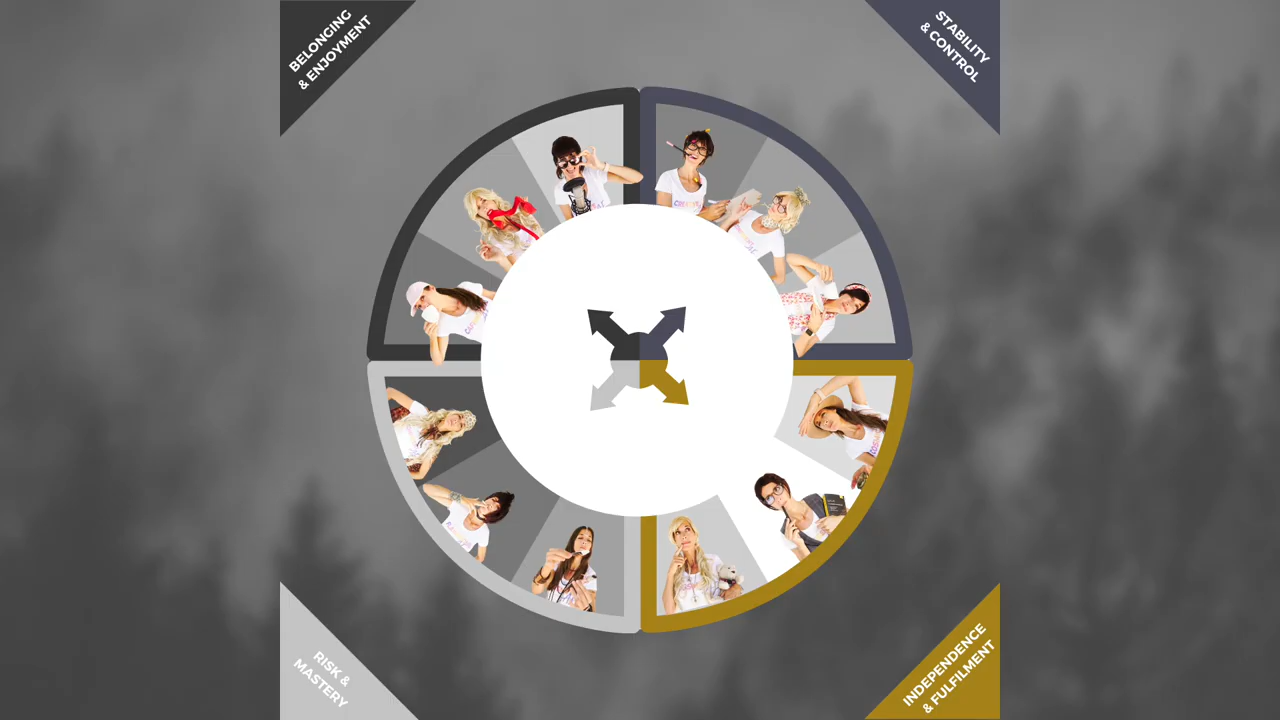 BELONGING
& ENJOYMENT
STABILITY
& CONTROL
RISK &
MASTERY
INDEPENDENCE
& FULFILMENT